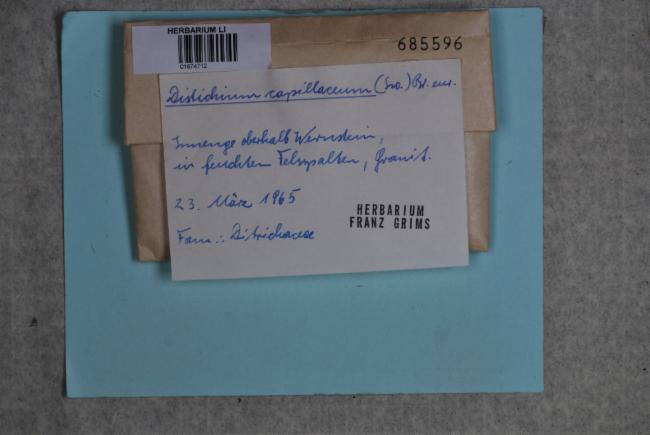 HERBARIUM LI
01674712
685596
Distichium capillaceum (Sw.) Br. eur.
Innenge oberhalb Wernstein,
in feuchten Felsspalten, Granit.
23. März 1965
HERBARIUM
FRANZ GRIMS
Fam.: Ditrichaceae